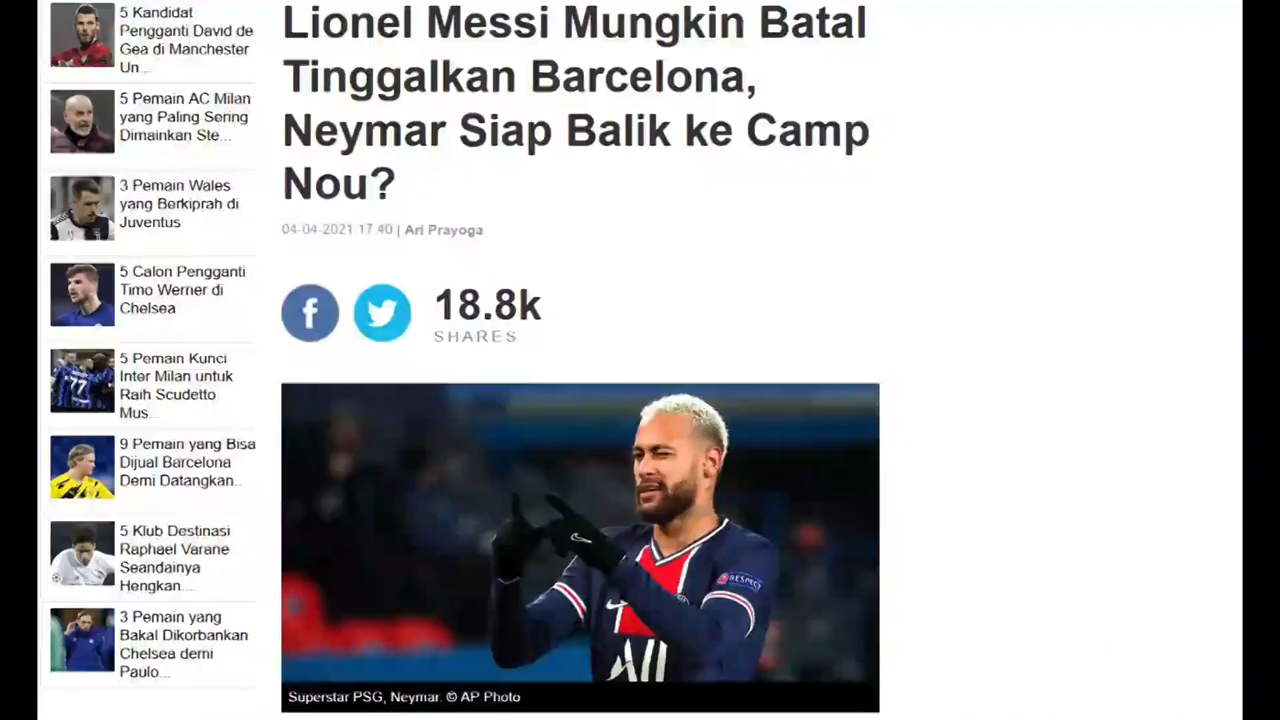 5 Kandidat
Pengganti David de
Gea di Manchester
Un...
5 Pemain AC Milan
yang Paling Sering
Dimainkan Ste...
3 Pemain Wales
yang Berkiprah di
Juventus
5 Calon Pengganti
Timo Werner di
Chelsea
5 Pemain Kunci
Inter Milan untuk
Raih Scudetto
Mus...
9 Pemain yang Bisa
Dijual Barcelona
Demi Datangkan...
5 Klub Destinasi
Raphael Varane
Seandainya
Hengkan...
3 Pemain yang
Bakal Dikorbankan
Chelsea demi
Paulo...
Lionel Messi Mungkin Batal
Tinggalkan Barcelona,
Neymar Siap Balik ke Camp
Nou?
04-04-2021 17:40 | Ari Prayoga
18.8k
SHARES
77
RESPECT
All
Superstar PSG, Neymar. © AP Photo